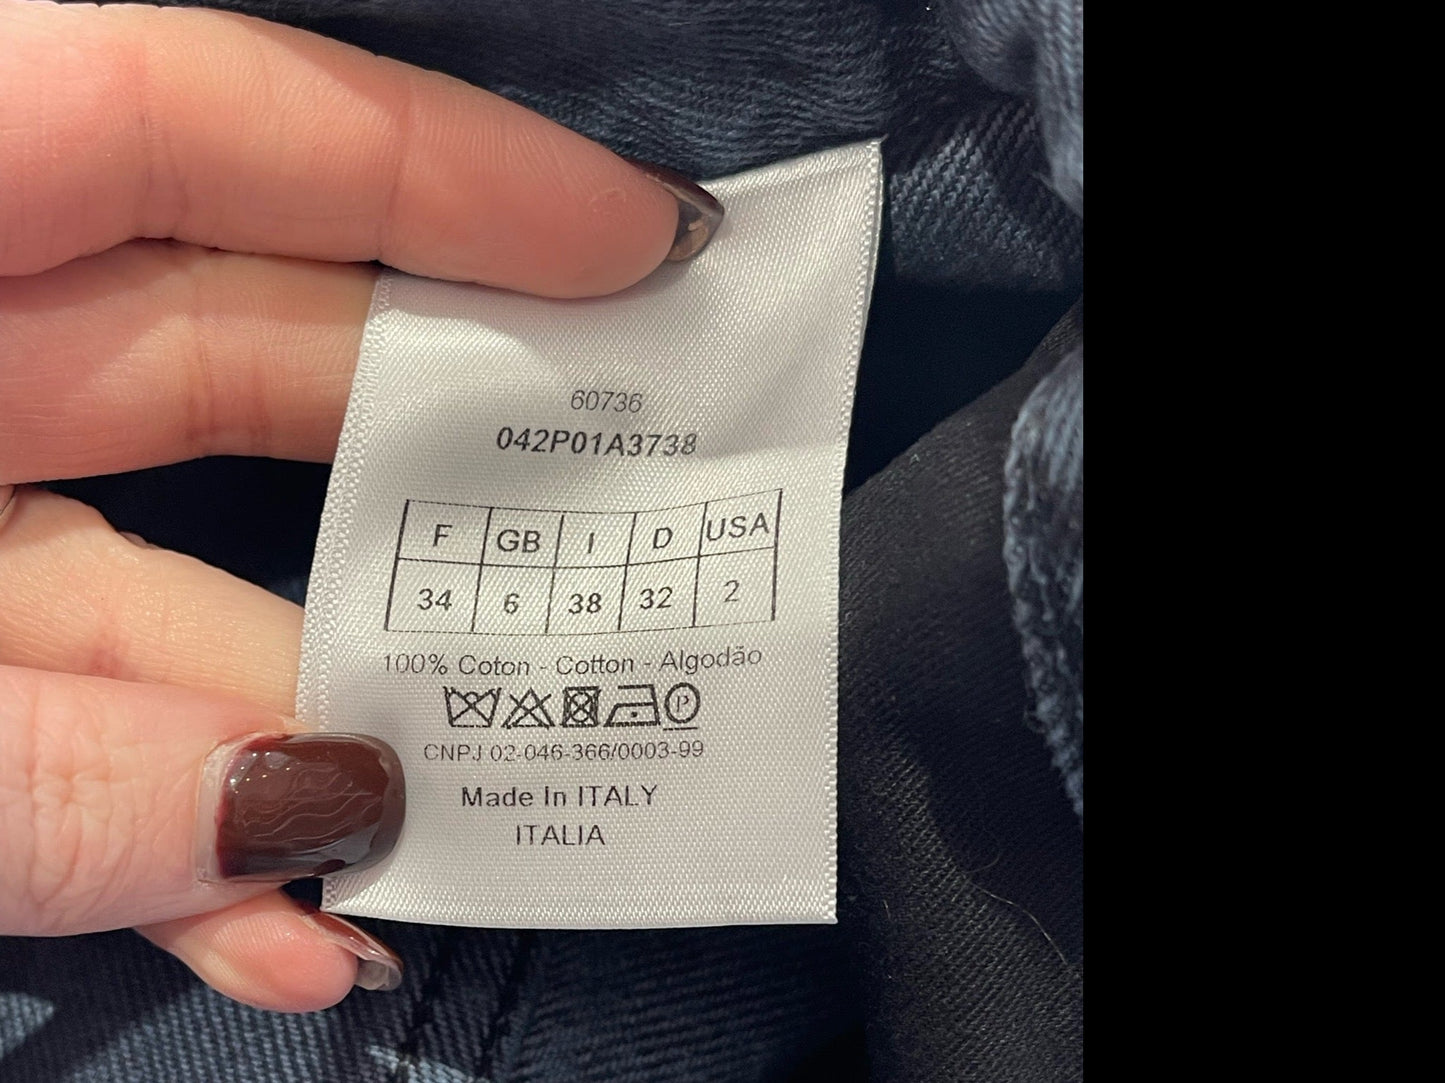 60736
042P01A3738
F GB I D USA
34 6 38 32 2
100% Coton - Cotton - Algodão
P
CNPJ 02-046-366/0003-99
Made In ITALY
ITALIA